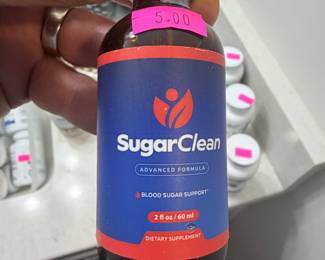 5.00
SugarClean
ADVANCED FORMULA
BLOOD SUGAR SUPPORT*
2 fl oz / 60 ml
DIETARY SUPPLEMENT